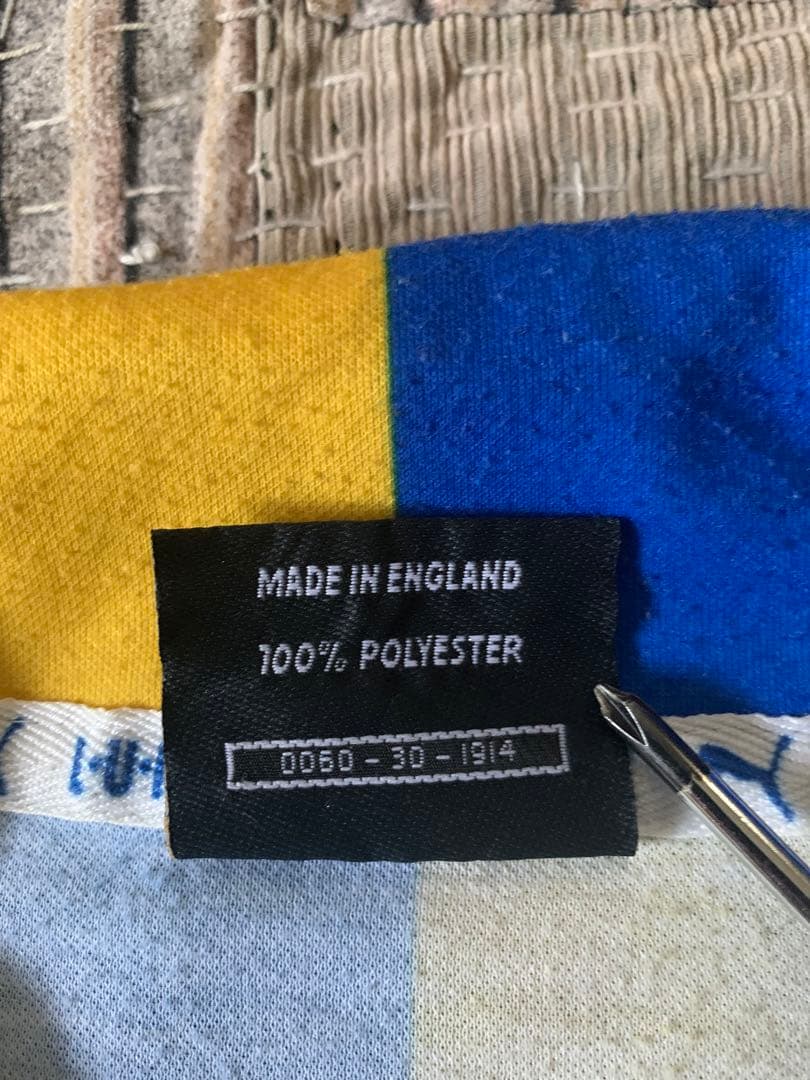 MADE IN ENGLAND
100% POLYESTER
0060 - 30 - 1914